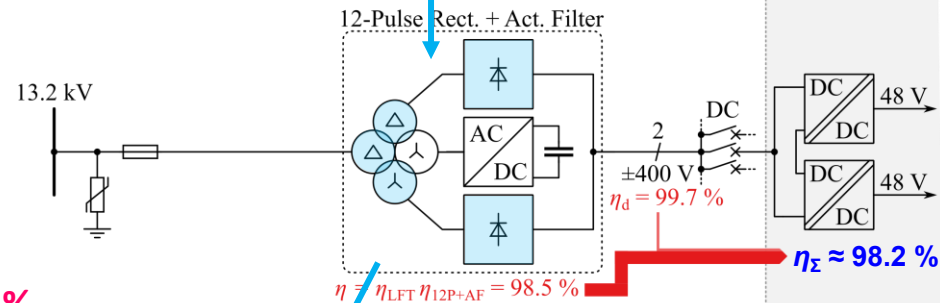 12-Pulse Rect. + Act. Filter
13.2 kV
AC
DC
2
±400 V
ηd = 99.7 %
DC
DC
DC
48 V
DC
DC
48 V
ηΣ ≈ 98.2 %
η = ηLFT η12P+AF = 98.5 %
%